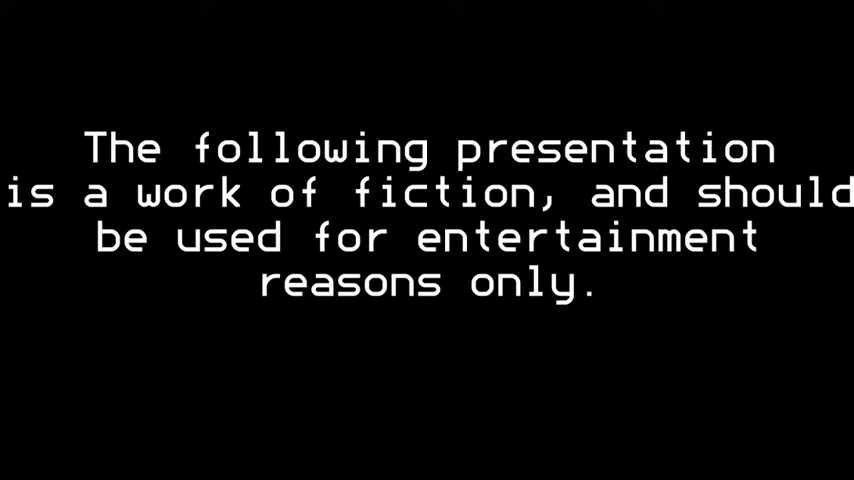 The following presentation
is a work of fiction, and should
be used for entertainment
reasons only.